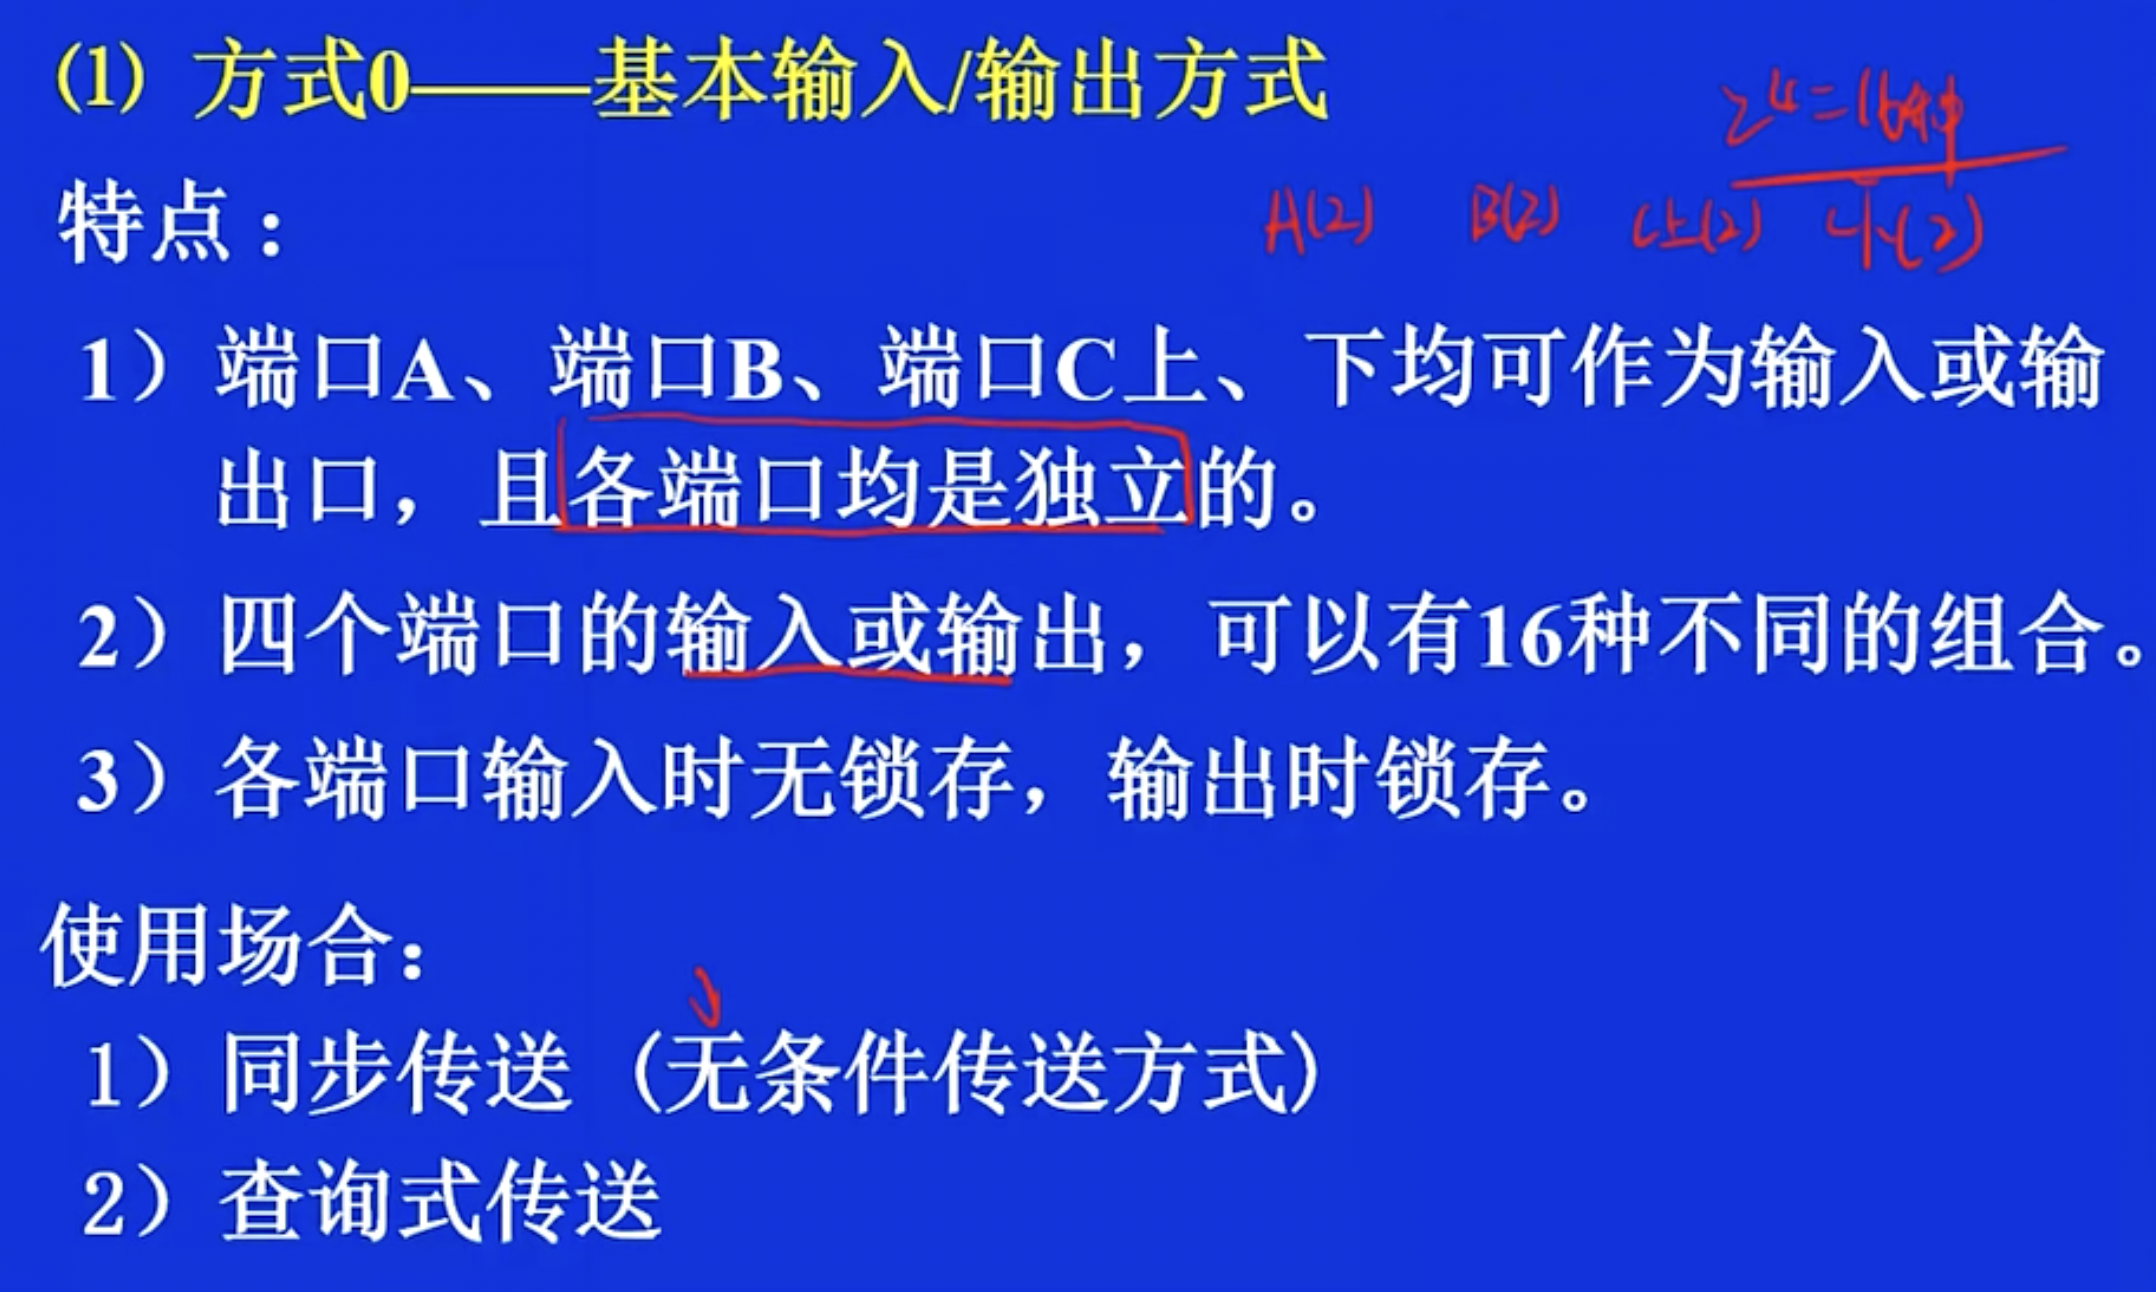 (1) 方式0——基本输入/输出方式
2⁴=16种
特点：
A(2) B(2) C上(2) C下(2)
1）端口A、端口B、端口C上、下均可作为输入或输
出口，且各端口均是独立的。
2）四个端口的输入或输出，可以有16种不同的组合。
3）各端口输入时无锁存，输出时锁存。
使用场合：
1）同步传送（无条件传送方式）
2）查询式传送